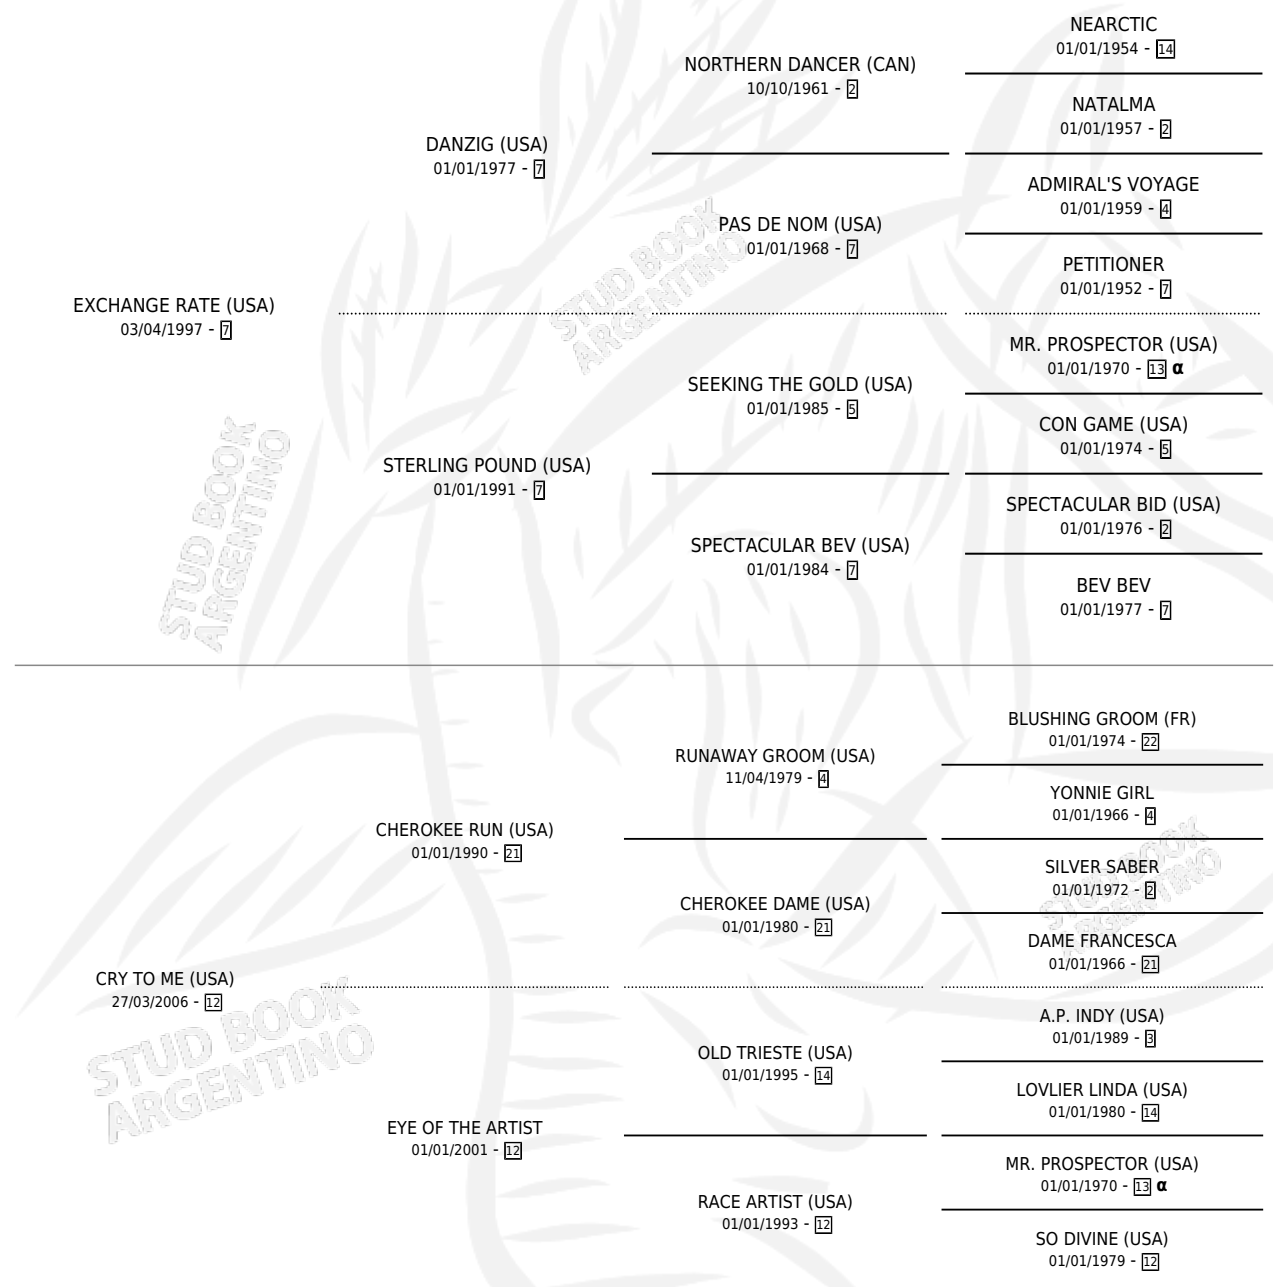 NEARCTIC
01/01/1954 - 14
NORTHERN DANCER (CAN)
10/10/1961 - 2
NATALMA
01/01/1957 - 2
DANZIG (USA)
01/01/1977 - 7
ADMIRAL'S VOYAGE
01/01/1959 - 4
PAS DE NOM (USA)
01/01/1968 - 7
PETITIONER
01/01/1952 - 7
EXCHANGE RATE (USA)
03/04/1997 - 7
MR. PROSPECTOR (USA)
01/01/1970 - 13 α
SEEKING THE GOLD (USA)
01/01/1985 - 5
CON GAME (USA)
01/01/1974 - 5
STERLING POUND (USA)
01/01/1991 - 7
SPECTACULAR BID (USA)
01/01/1976 - 2
SPECTACULAR BEV (USA)
01/01/1984 - 7
BEV BEV
01/01/1977 - 7
BLUSHING GROOM (FR)
01/01/1974 - 22
RUNAWAY GROOM (USA)
11/04/1979 - 4
YONNIE GIRL
01/01/1966 - 4
CHEROKEE RUN (USA)
01/01/1990 - 21
SILVER SABER
01/01/1972 - 2
CHEROKEE DAME (USA)
01/01/1980 - 21
DAME FRANCESCA
01/01/1966 - 21
CRY TO ME (USA)
27/03/2006 - 12
A.P. INDY (USA)
01/01/1989 - 3
OLD TRIESTE (USA)
01/01/1995 - 14
LOVLIER LINDA (USA)
01/01/1980 - 14
EYE OF THE ARTIST
01/01/2001 - 12
MR. PROSPECTOR (USA)
01/01/1970 - 13 α
RACE ARTIST (USA)
01/01/1993 - 12
SO DIVINE (USA)
01/01/1979 - 12
STUD BOOK
ARGENTINO
STUD BOOK
ARGENTINO
STUD BOOK
ARGENTINO
STUD BOOK
ARGENTINO